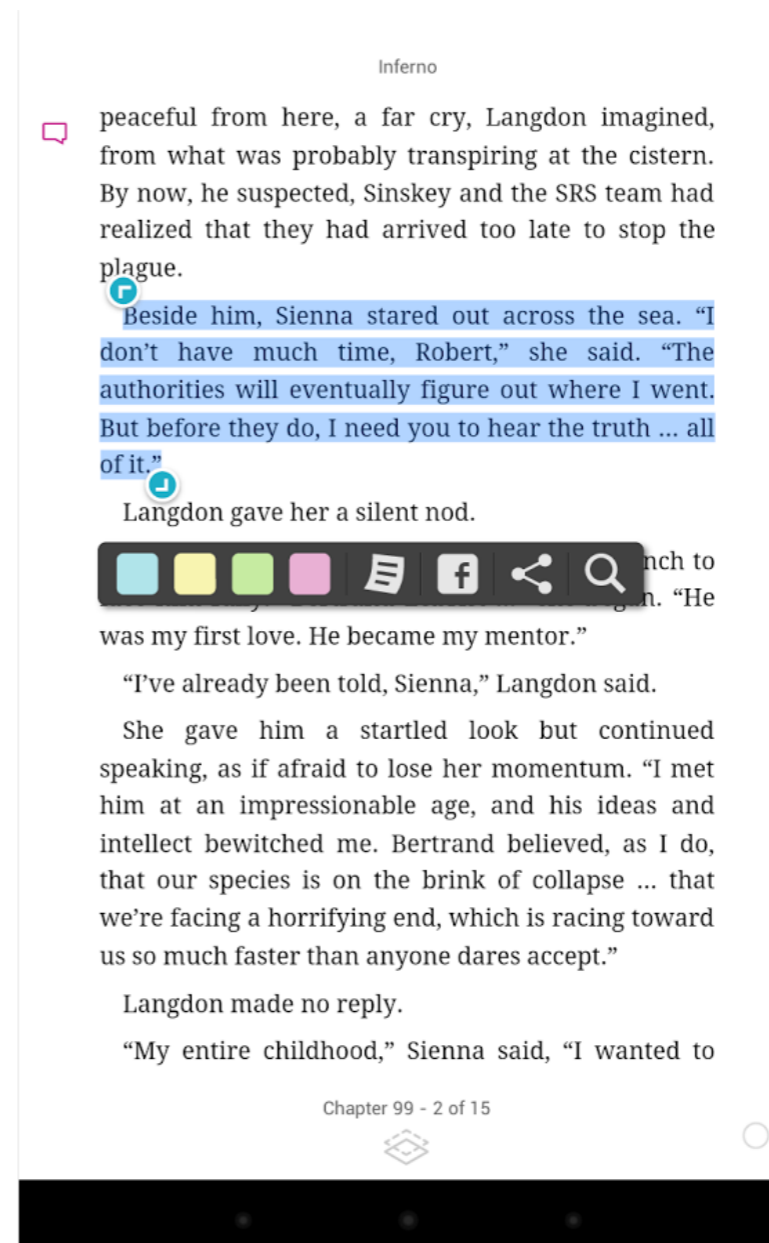 Inferno
peaceful from here, a far cry, Langdon imagined,
from what was probably transpiring at the cistern.
By now, he suspected, Sinskey and the SRS team had
realized that they had arrived too late to stop the
plague.
Beside him, Sienna stared out across the sea. “I
don’t have much time, Robert,” she said. “The
authorities will eventually figure out where I went.
But before they do, I need you to hear the truth ... all
of it.”
Langdon gave her a silent nod.
to
“He
was my first love. He became my mentor.”
“I’ve already been told, Sienna,” Langdon said.
She gave him a startled look but continued
speaking, as if afraid to lose her momentum. “I met
him at an impressionable age, and his ideas and
intellect bewitched me. Bertrand believed, as I do,
that our species is on the brink of collapse ... that
we’re facing a horrifying end, which is racing toward
us so much faster than anyone dares accept.”
Langdon made no reply.
“My entire childhood,” Sienna said, “I wanted to
Chapter 99 - 2 of 15